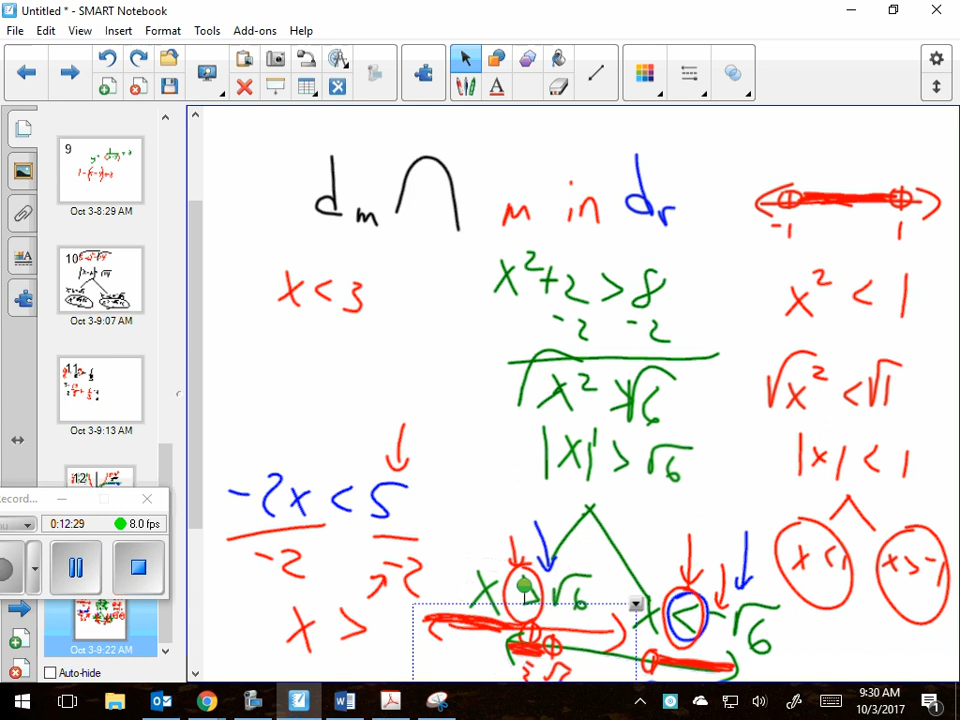 Untitled * - SMART Notebook
File Edit View Insert Format Tools Add-ons Help
9
Oct 3-8:29 AM
10
Oct 3-9:07 AM
11
Oct 3-9:13 AM
12
Record...
0:12:29
8.0 fps
Oct 3-9:22 AM
Auto-hide
dm ∩ m in dr
-1 1
x < 3
x²+2 > 8
-2 -2
√x² > √6
|x| > √6
x > √6
x < -√6
x² < 1
√x² < √1
|x| < 1
x < 1
x > -1
-2x < 5
-2 -2
x >
9:30 AM
10/3/2017
1